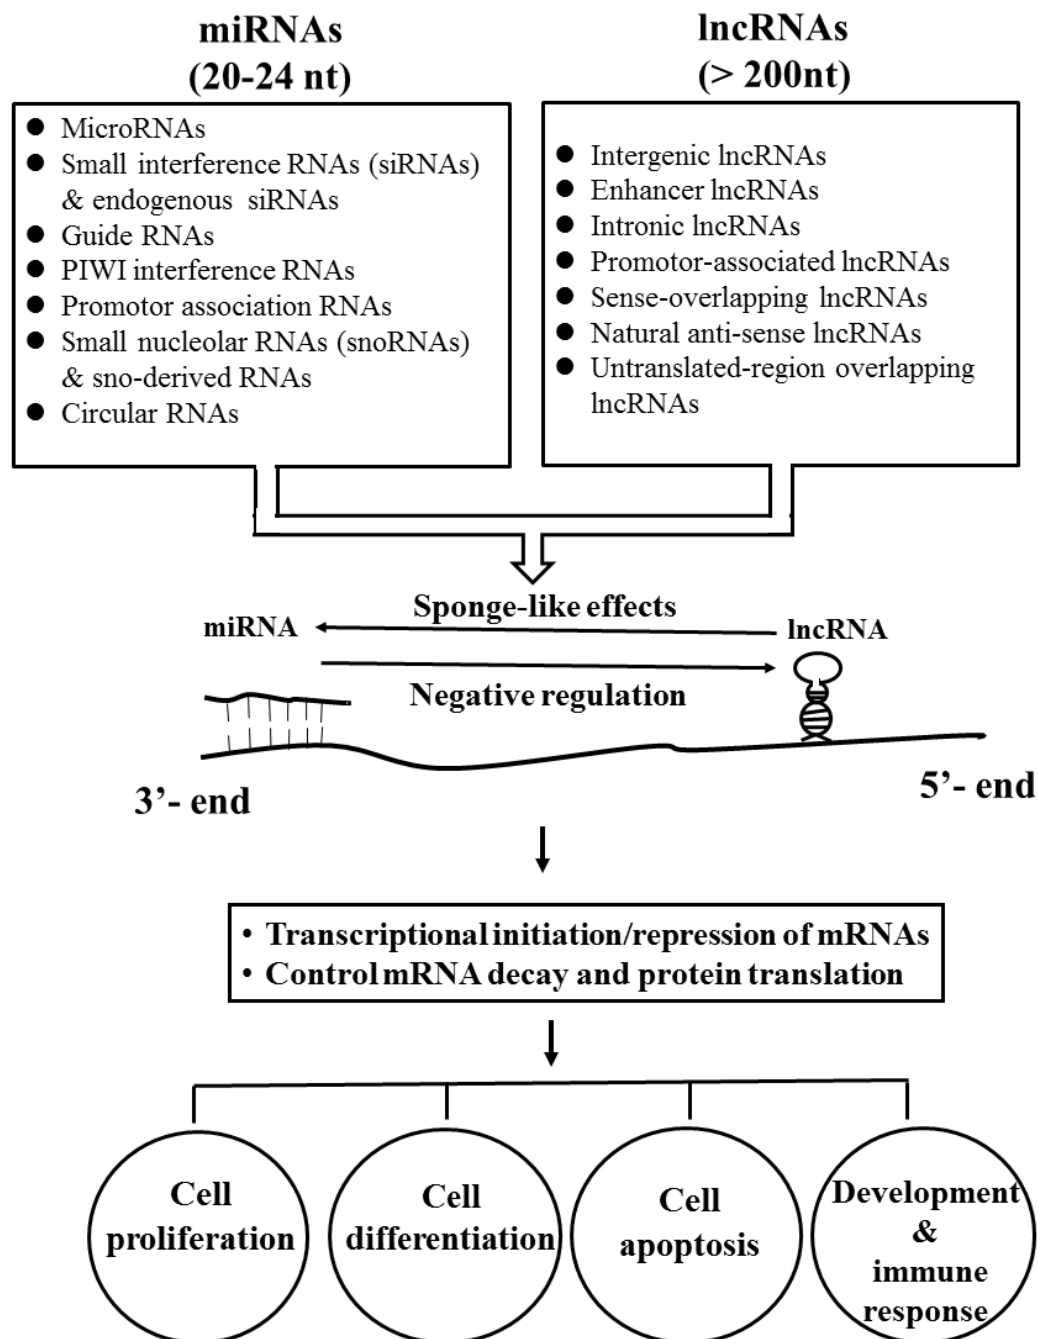 miRNAs
(20-24 nt)
● MicroRNAs
● Small interference RNAs (siRNAs)
& endogenous siRNAs
● Guide RNAs
● PIWI interference RNAs
● Promotor association RNAs
● Small nucleolar RNAs (snoRNAs)
& sno-derived RNAs
● Circular RNAs
lncRNAs
(> 200nt)
● Intergenic lncRNAs
● Enhancer lncRNAs
● Intronic lncRNAs
● Promotor-associated lncRNAs
● Sense-overlapping lncRNAs
● Natural anti-sense lncRNAs
● Untranslated-region overlapping
lncRNAs
Sponge-like effects
miRNA
lncRNA
Negative regulation
3’- end
5’- end
• Transcriptional initiation/repression of mRNAs
• Control mRNA decay and protein translation
Cell
proliferation
Cell
differentiation
Cell
apoptosis
Development
&
immune
response